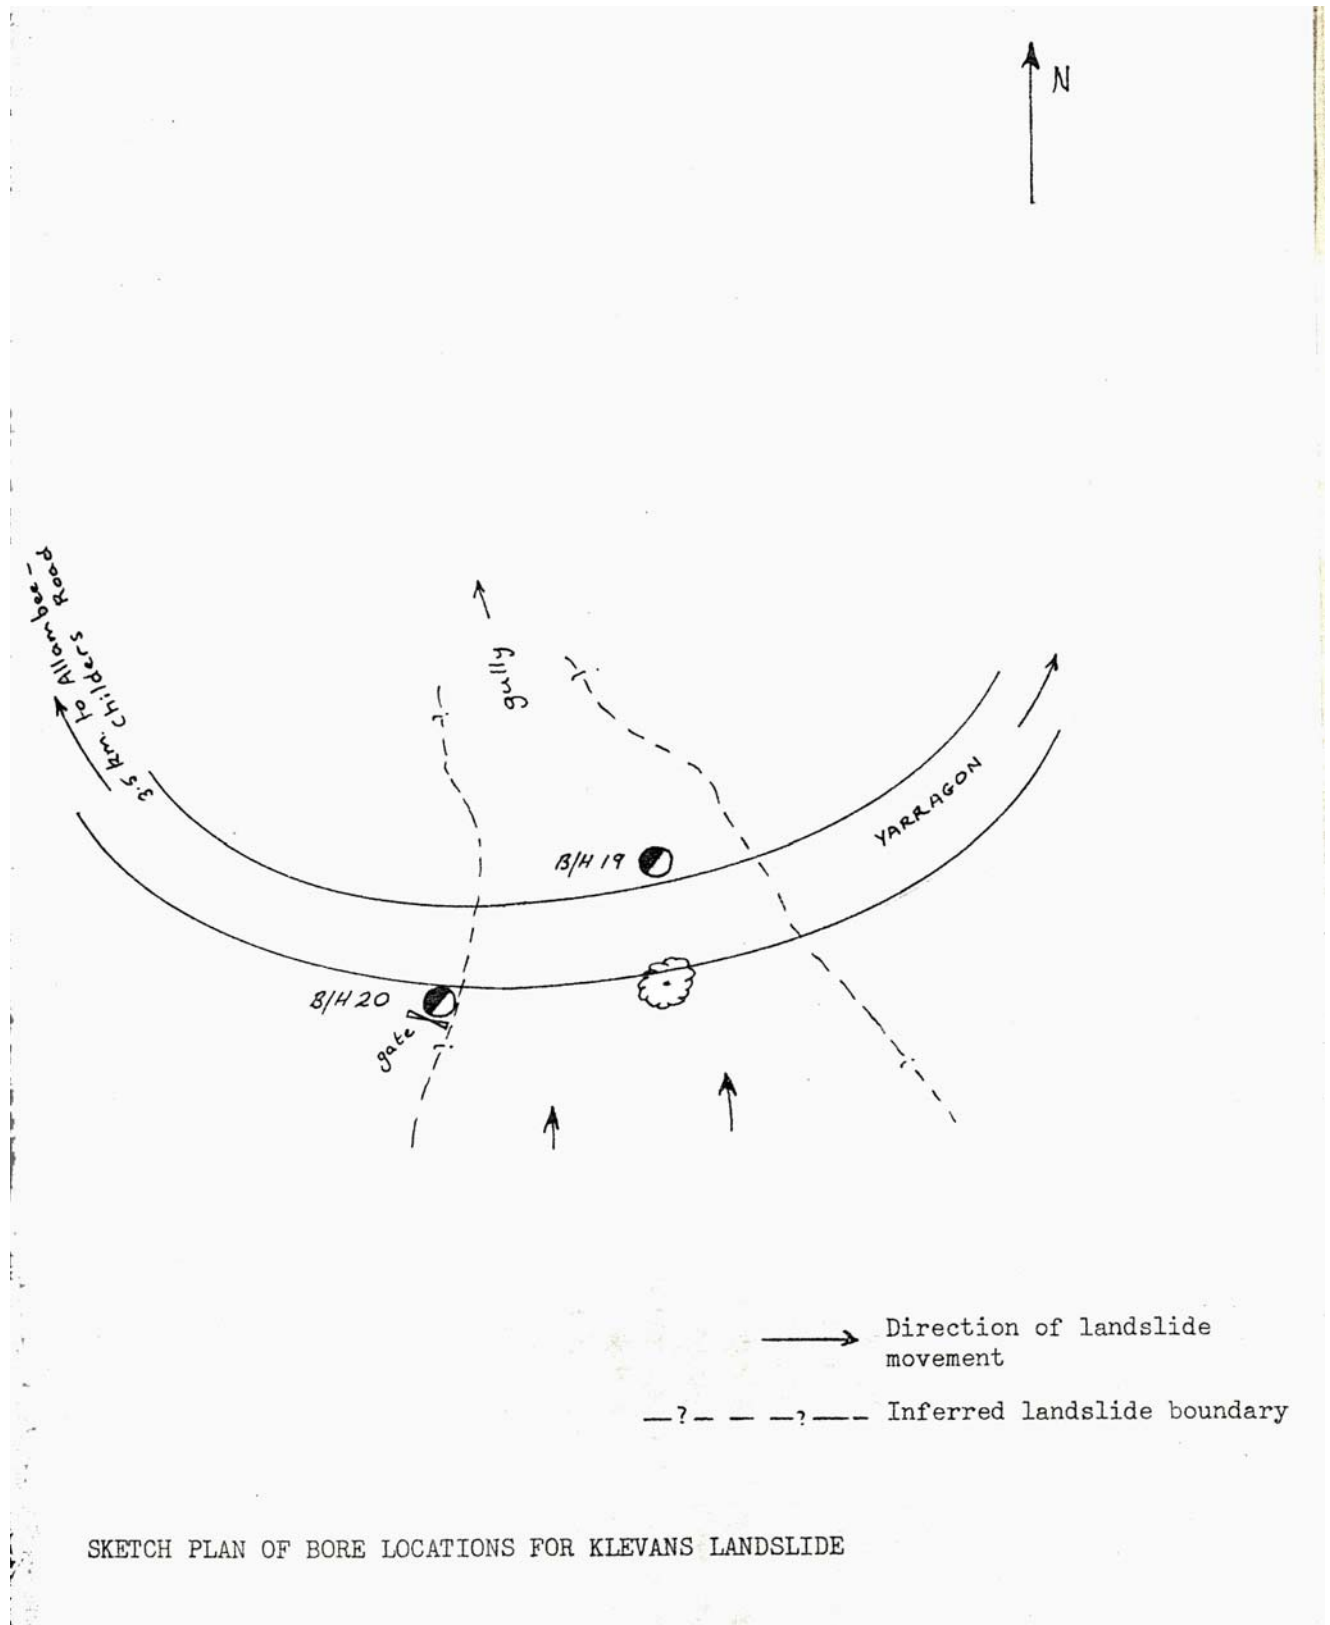 N
3.5 km. to Allambee-
Childers Road
gully
YARRAGON
B/H 19
B/H 20
gate
?
?
?
?
Direction of landslide
movement
—?— — —?—— Inferred landslide boundary
SKETCH PLAN OF BORE LOCATIONS FOR KLEVANS LANDSLIDE